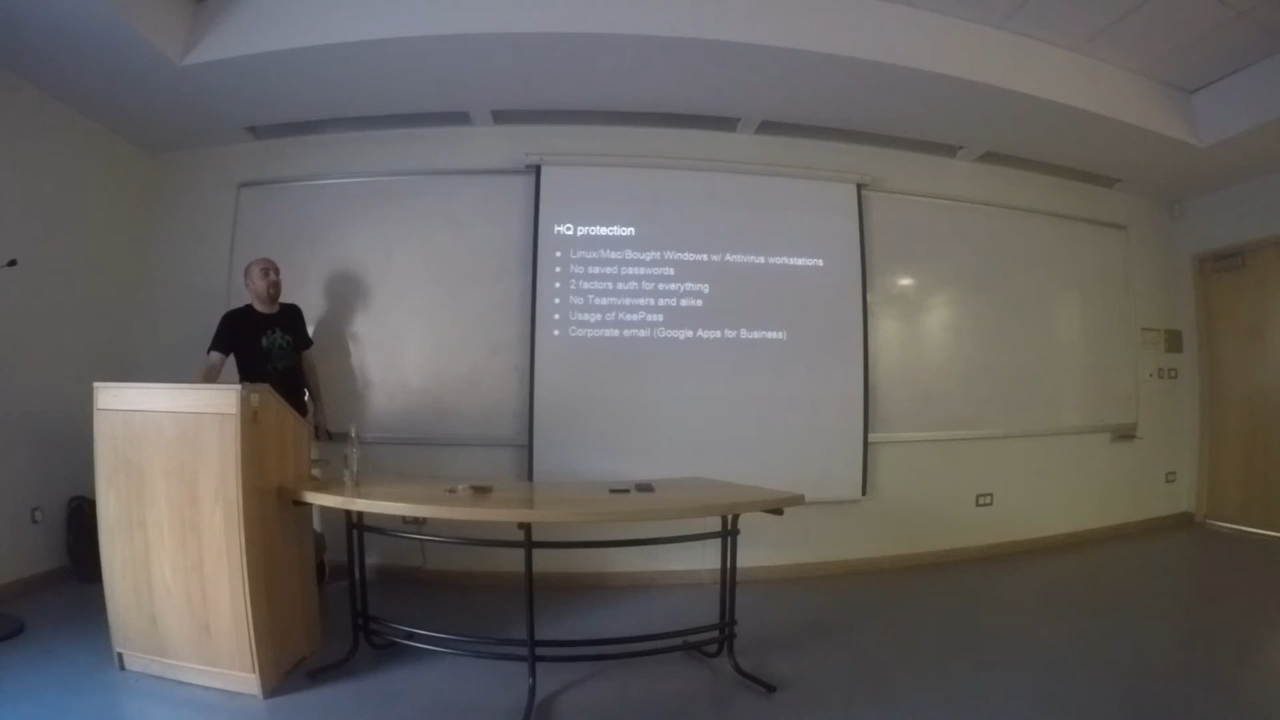 HQ protection
Linux/Mac/Bought Windows w/ Antivirus workstations
No saved passwords
2 factors auth for everything
No Teamviewers and alike
Usage of KeePass
Corporate email (Google Apps for Business)